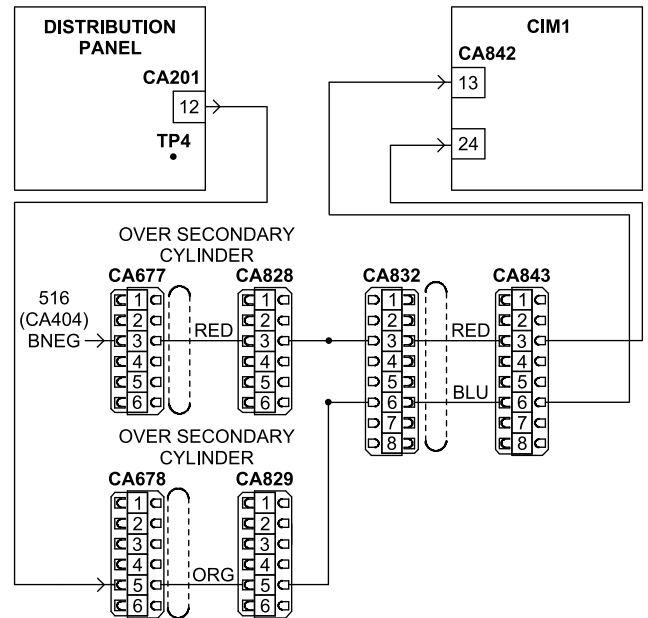 DISTRIBUTION
PANEL
CA201
12
TP4
CIM1
CA842
13
24
OVER SECONDARY
CYLINDER
CA677
CA828
CA832
CA843
516
(CA404)
BNEG
1
2
3
4
5
6
RED
1
2
3
4
5
6
1
2
3
4
5
6
7
8
RED
BLU
1
2
3
4
5
6
7
8
OVER SECONDARY
CYLINDER
CA678
CA829
1
2
3
4
5
6
ORG
1
2
3
4
5
6